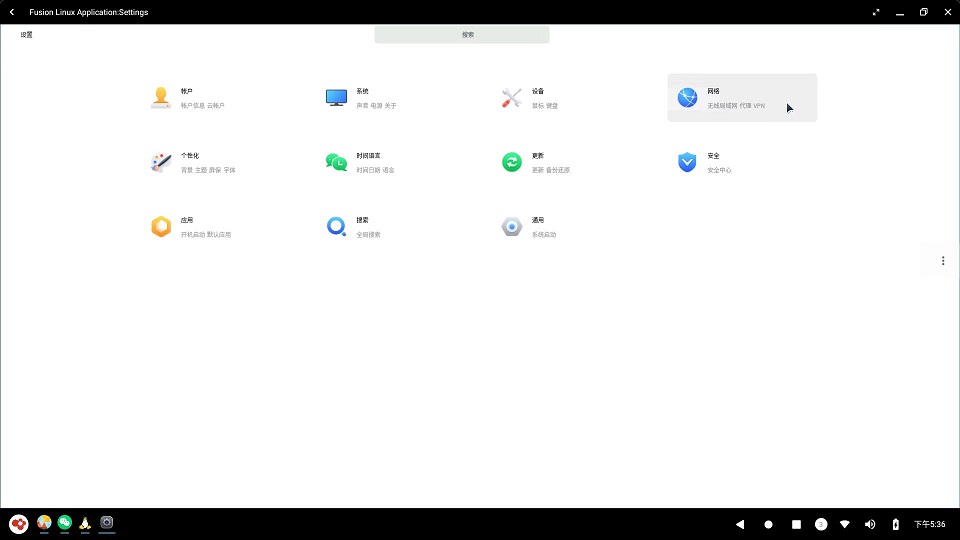 Fusion Linux Application:Settings
设置
搜索
帐户
帐户信息 云帐户
系统
声音 电源 关于
设备
鼠标 键盘
网络
无线局域网 代理 VPN
个性化
背景 主题 屏保 字体
时间语言
时间日期 语言
更新
更新 备份还原
安全
安全中心
应用
开机启动 默认应用
搜索
全局搜索
通用
系统启动
3
下午5:36